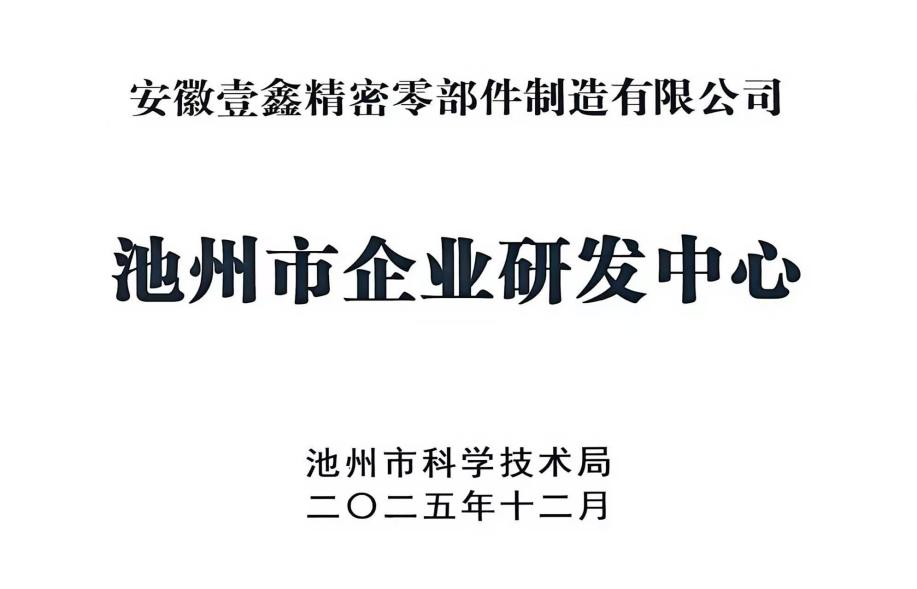 安徽壹鑫精密零部件制造有限公司
池州市企业研发中心
池州市科学技术局
二〇二五年十二月